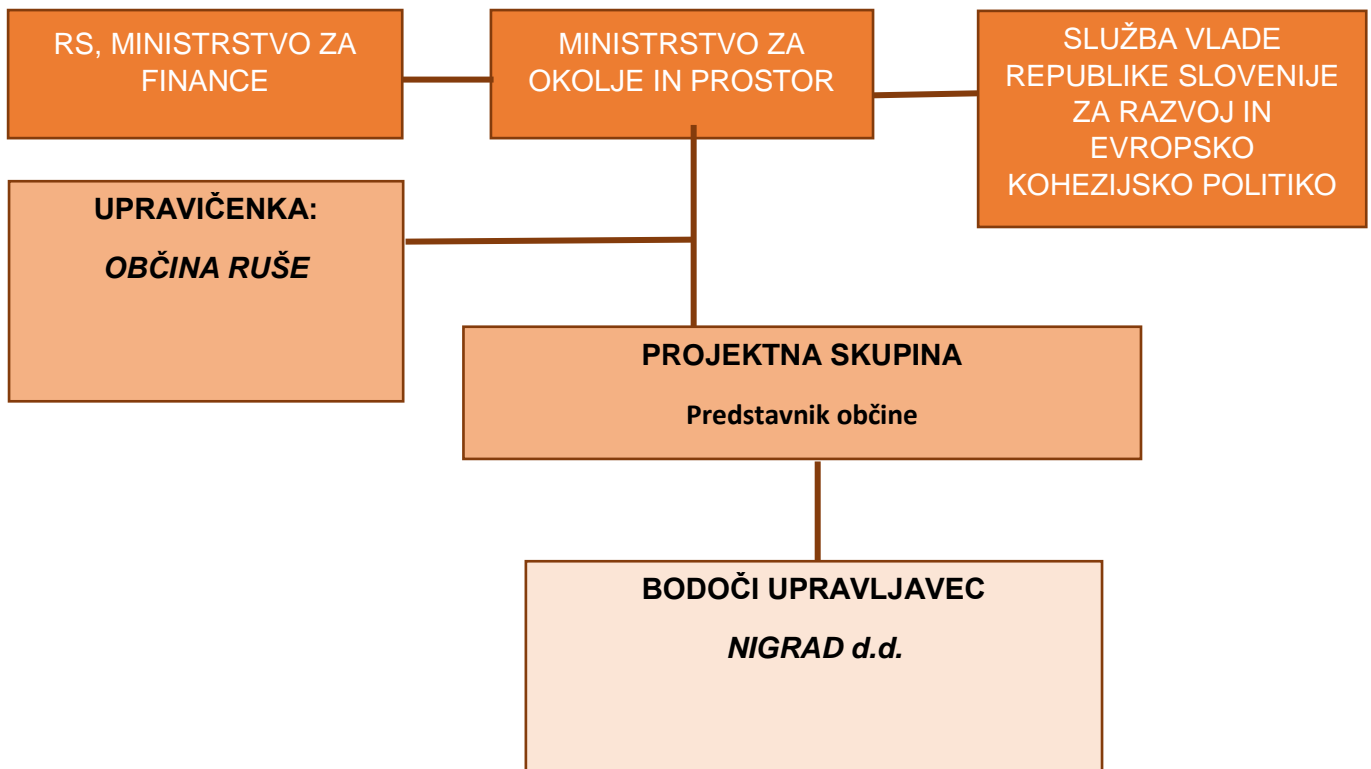 RS, MINISTRSTVO ZA
FINANCE
MINISTRSTVO ZA
OKOLJE IN PROSTOR
SLUŽBA VLADE
REPUBLIKE SLOVENIJE
ZA RAZVOJ IN
EVROPSKO
KOHEZIJSKO POLITIKO
UPRAVIČENKA:
OBČINA RUŠE
PROJEKTNA SKUPINA
Predstavnik občine
BODOČI UPRAVLJAVEC
NIGRAD d.d.